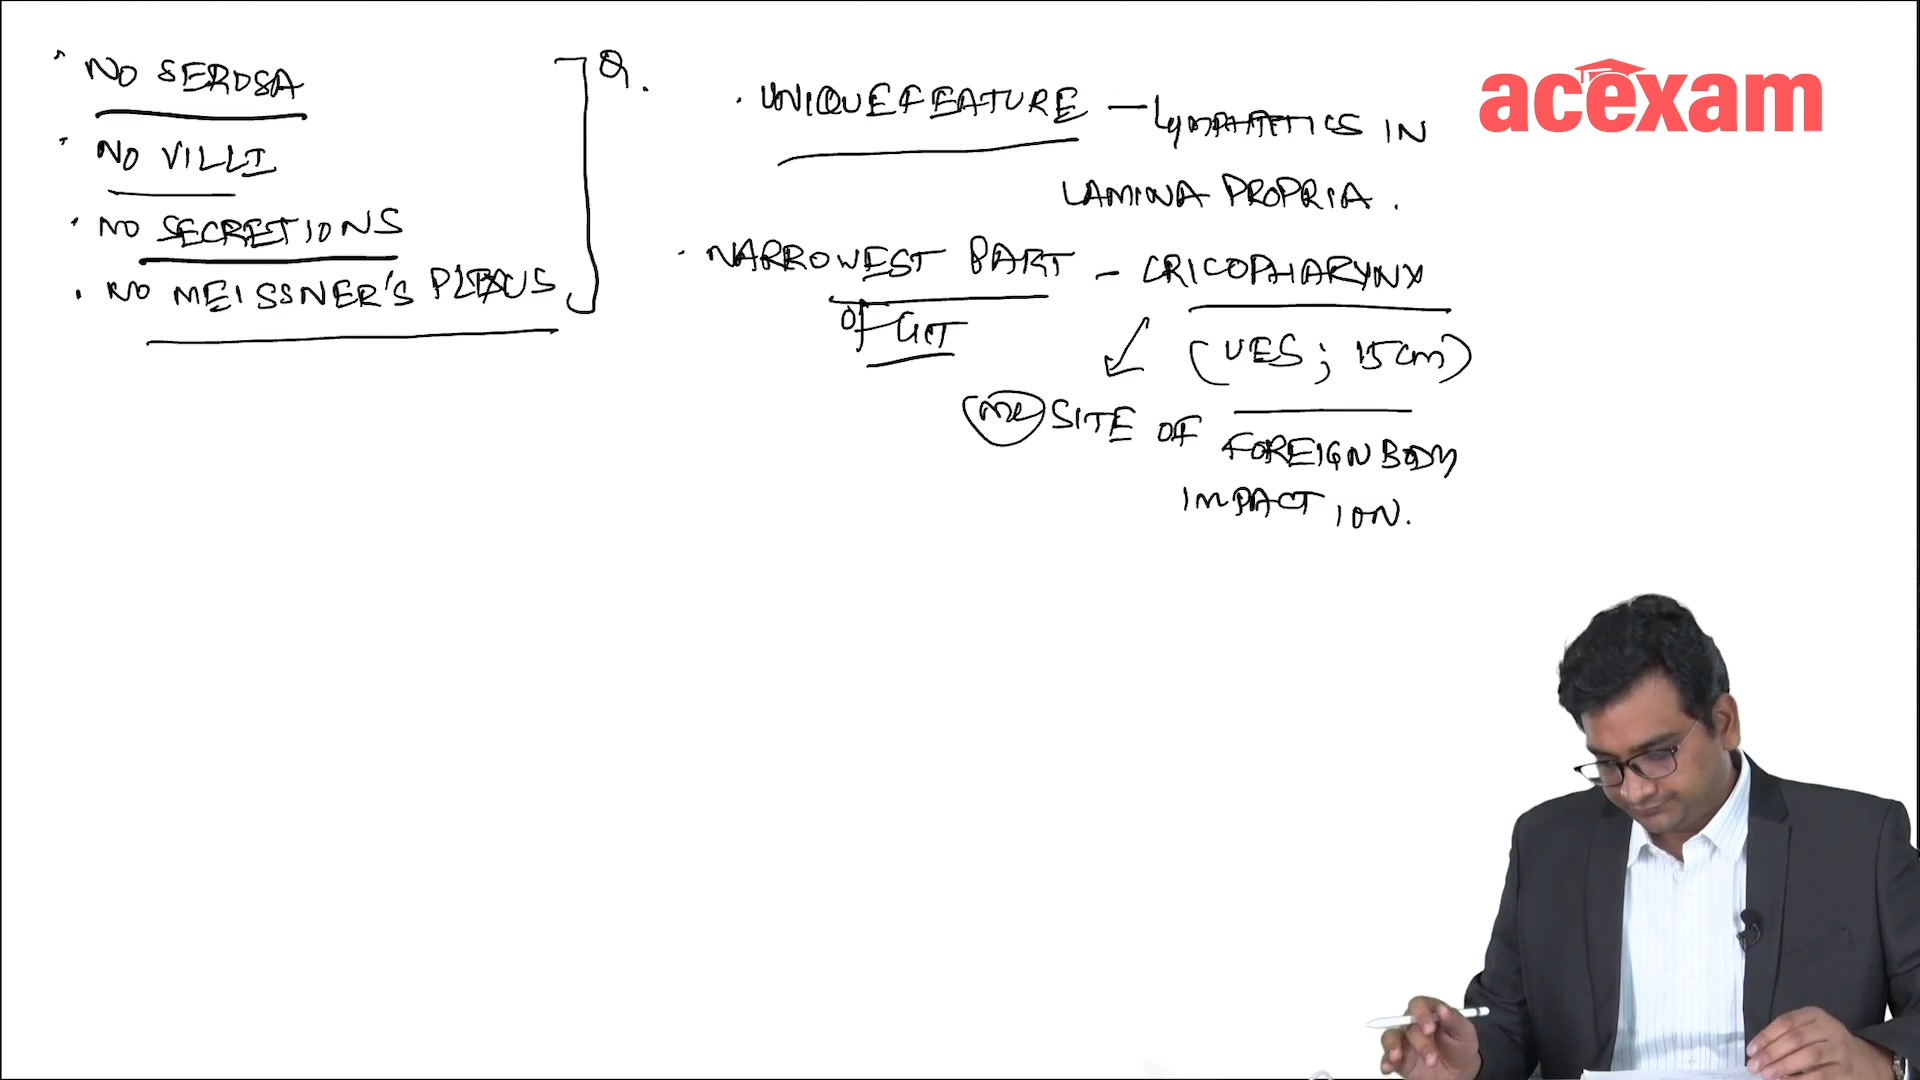 · NO SEROSA
· NO VILLI
· NO SECRETIONS
· NO MEISSNER'S PLEXUS
Q.
· UNIQUE FEATURE — LYMPHATICS IN
LAMINA PROPRIA.
· NARROWEST PART - CRICOPHARYNX
OF GIT
(UES; 15cm)
MC SITE OF FOREIGN BODY
IMPACTION.
acexam